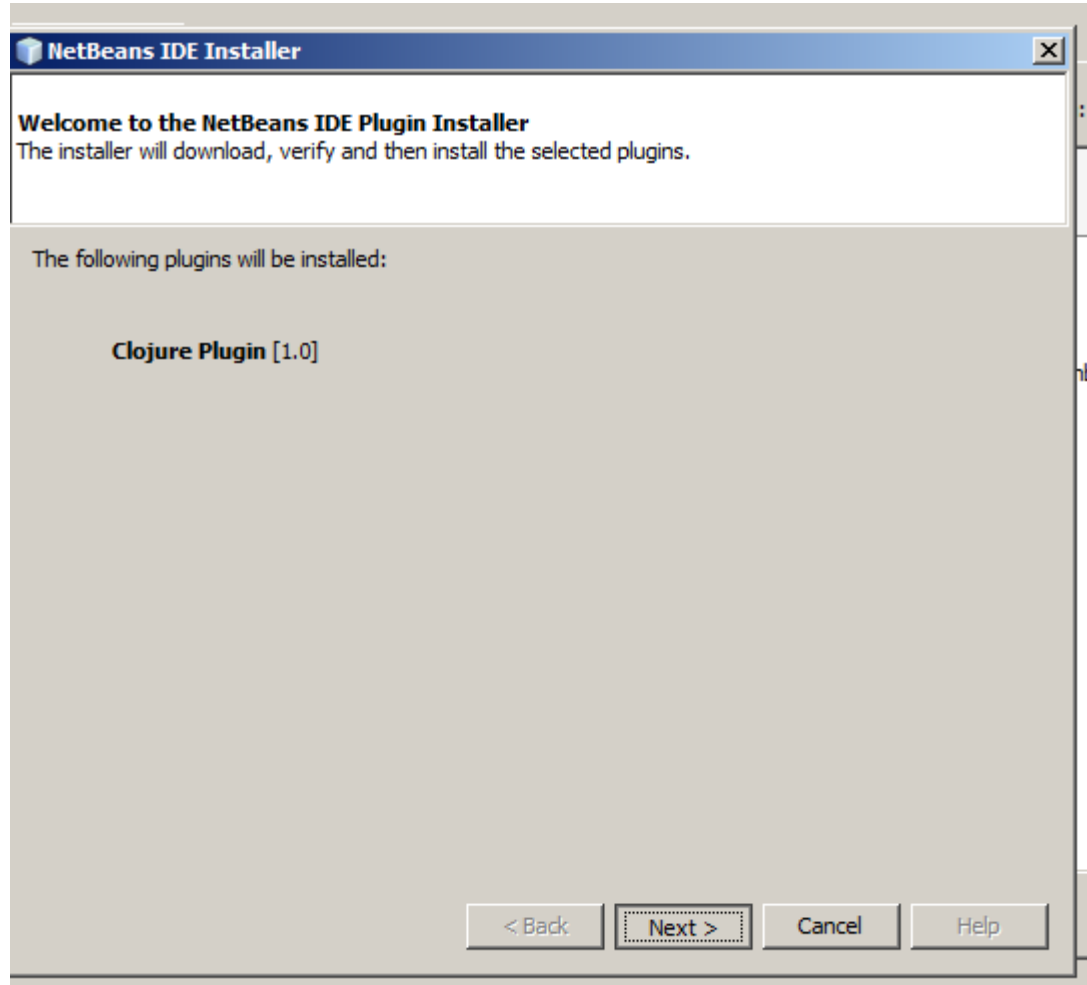 NetBeans IDE Installer
Welcome to the NetBeans IDE Plugin Installer
The installer will download, verify and then install the selected plugins.
The following plugins will be installed:
Clojure Plugin [1.0]
< Back Next > Cancel Help